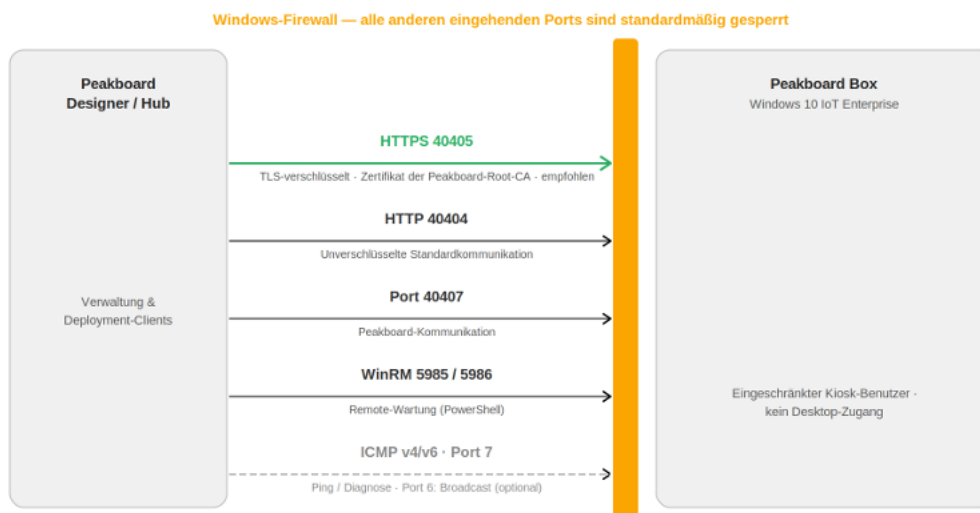 Windows-Firewall — alle anderen eingehenden Ports sind standardmäßig gesperrt
Peakboard
Designer / Hub
Peakboard Box
Windows 10 IoT Enterprise
HTTPS 40405
TLS-verschlüsselt · Zertifikat der Peakboard-Root-CA · empfohlen
HTTP 40404
Unverschlüsselte Standardkommunikation
Port 40407
Peakboard-Kommunikation
Verwaltung &
Deployment-Clients
WinRM 5985 / 5986
Remote-Wartung (PowerShell)
Eingeschränkter Kiosk-Benutzer ·
kein Desktop-Zugang
ICMP v4/v6 · Port 7
Ping / Diagnose · Port 6: Broadcast (optional)